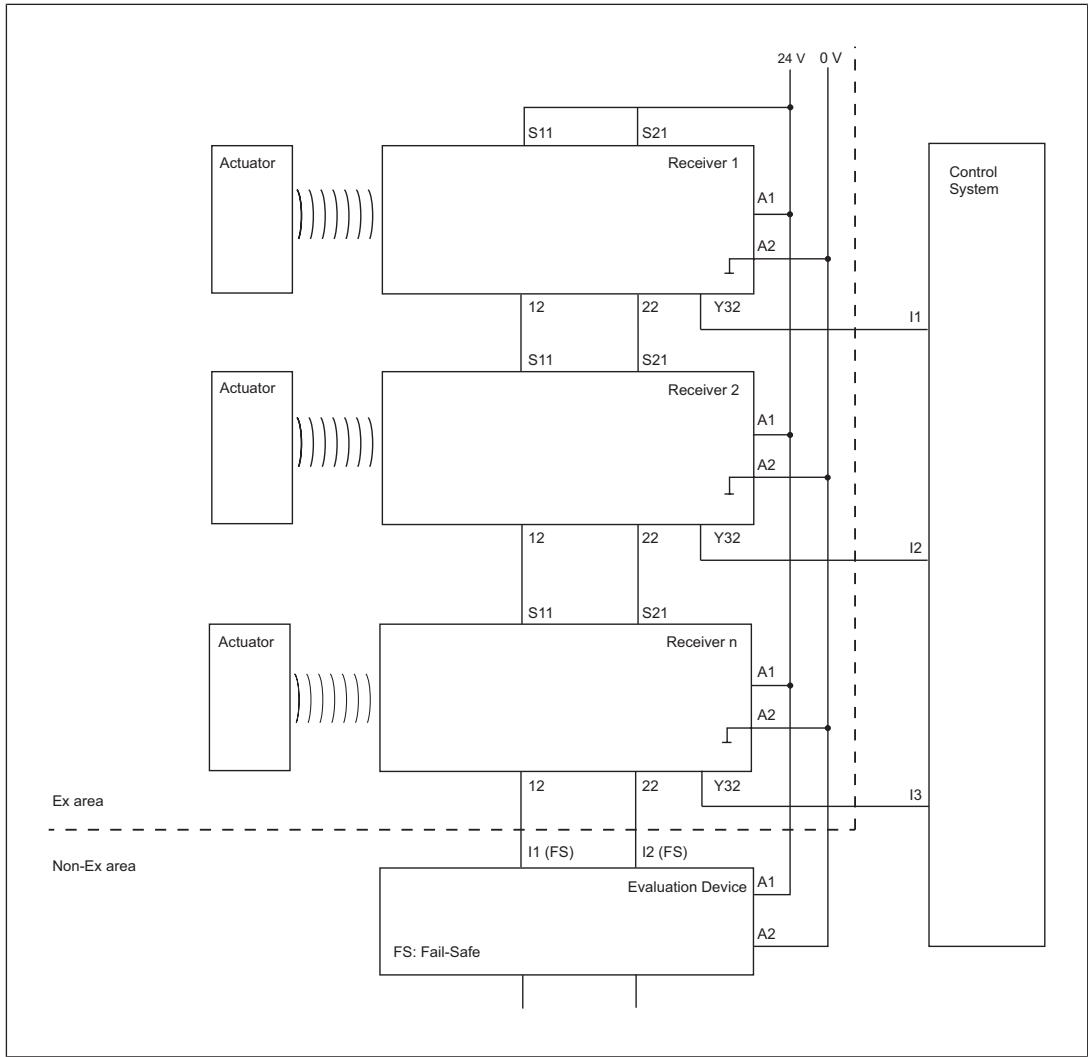 24 V 0 V
S11 S21
Actuator
Receiver 1
Control
System
A1
A2
12 22 Y32
I1
S11 S21
Actuator
Receiver 2
A1
A2
12 22 Y32
I2
S11 S21
Actuator
Receiver n
A1
A2
12 22 Y32
I3
Ex area
Non-Ex area
I1 (FS) I2 (FS)
Evaluation Device
A1
A2
FS: Fail-Safe